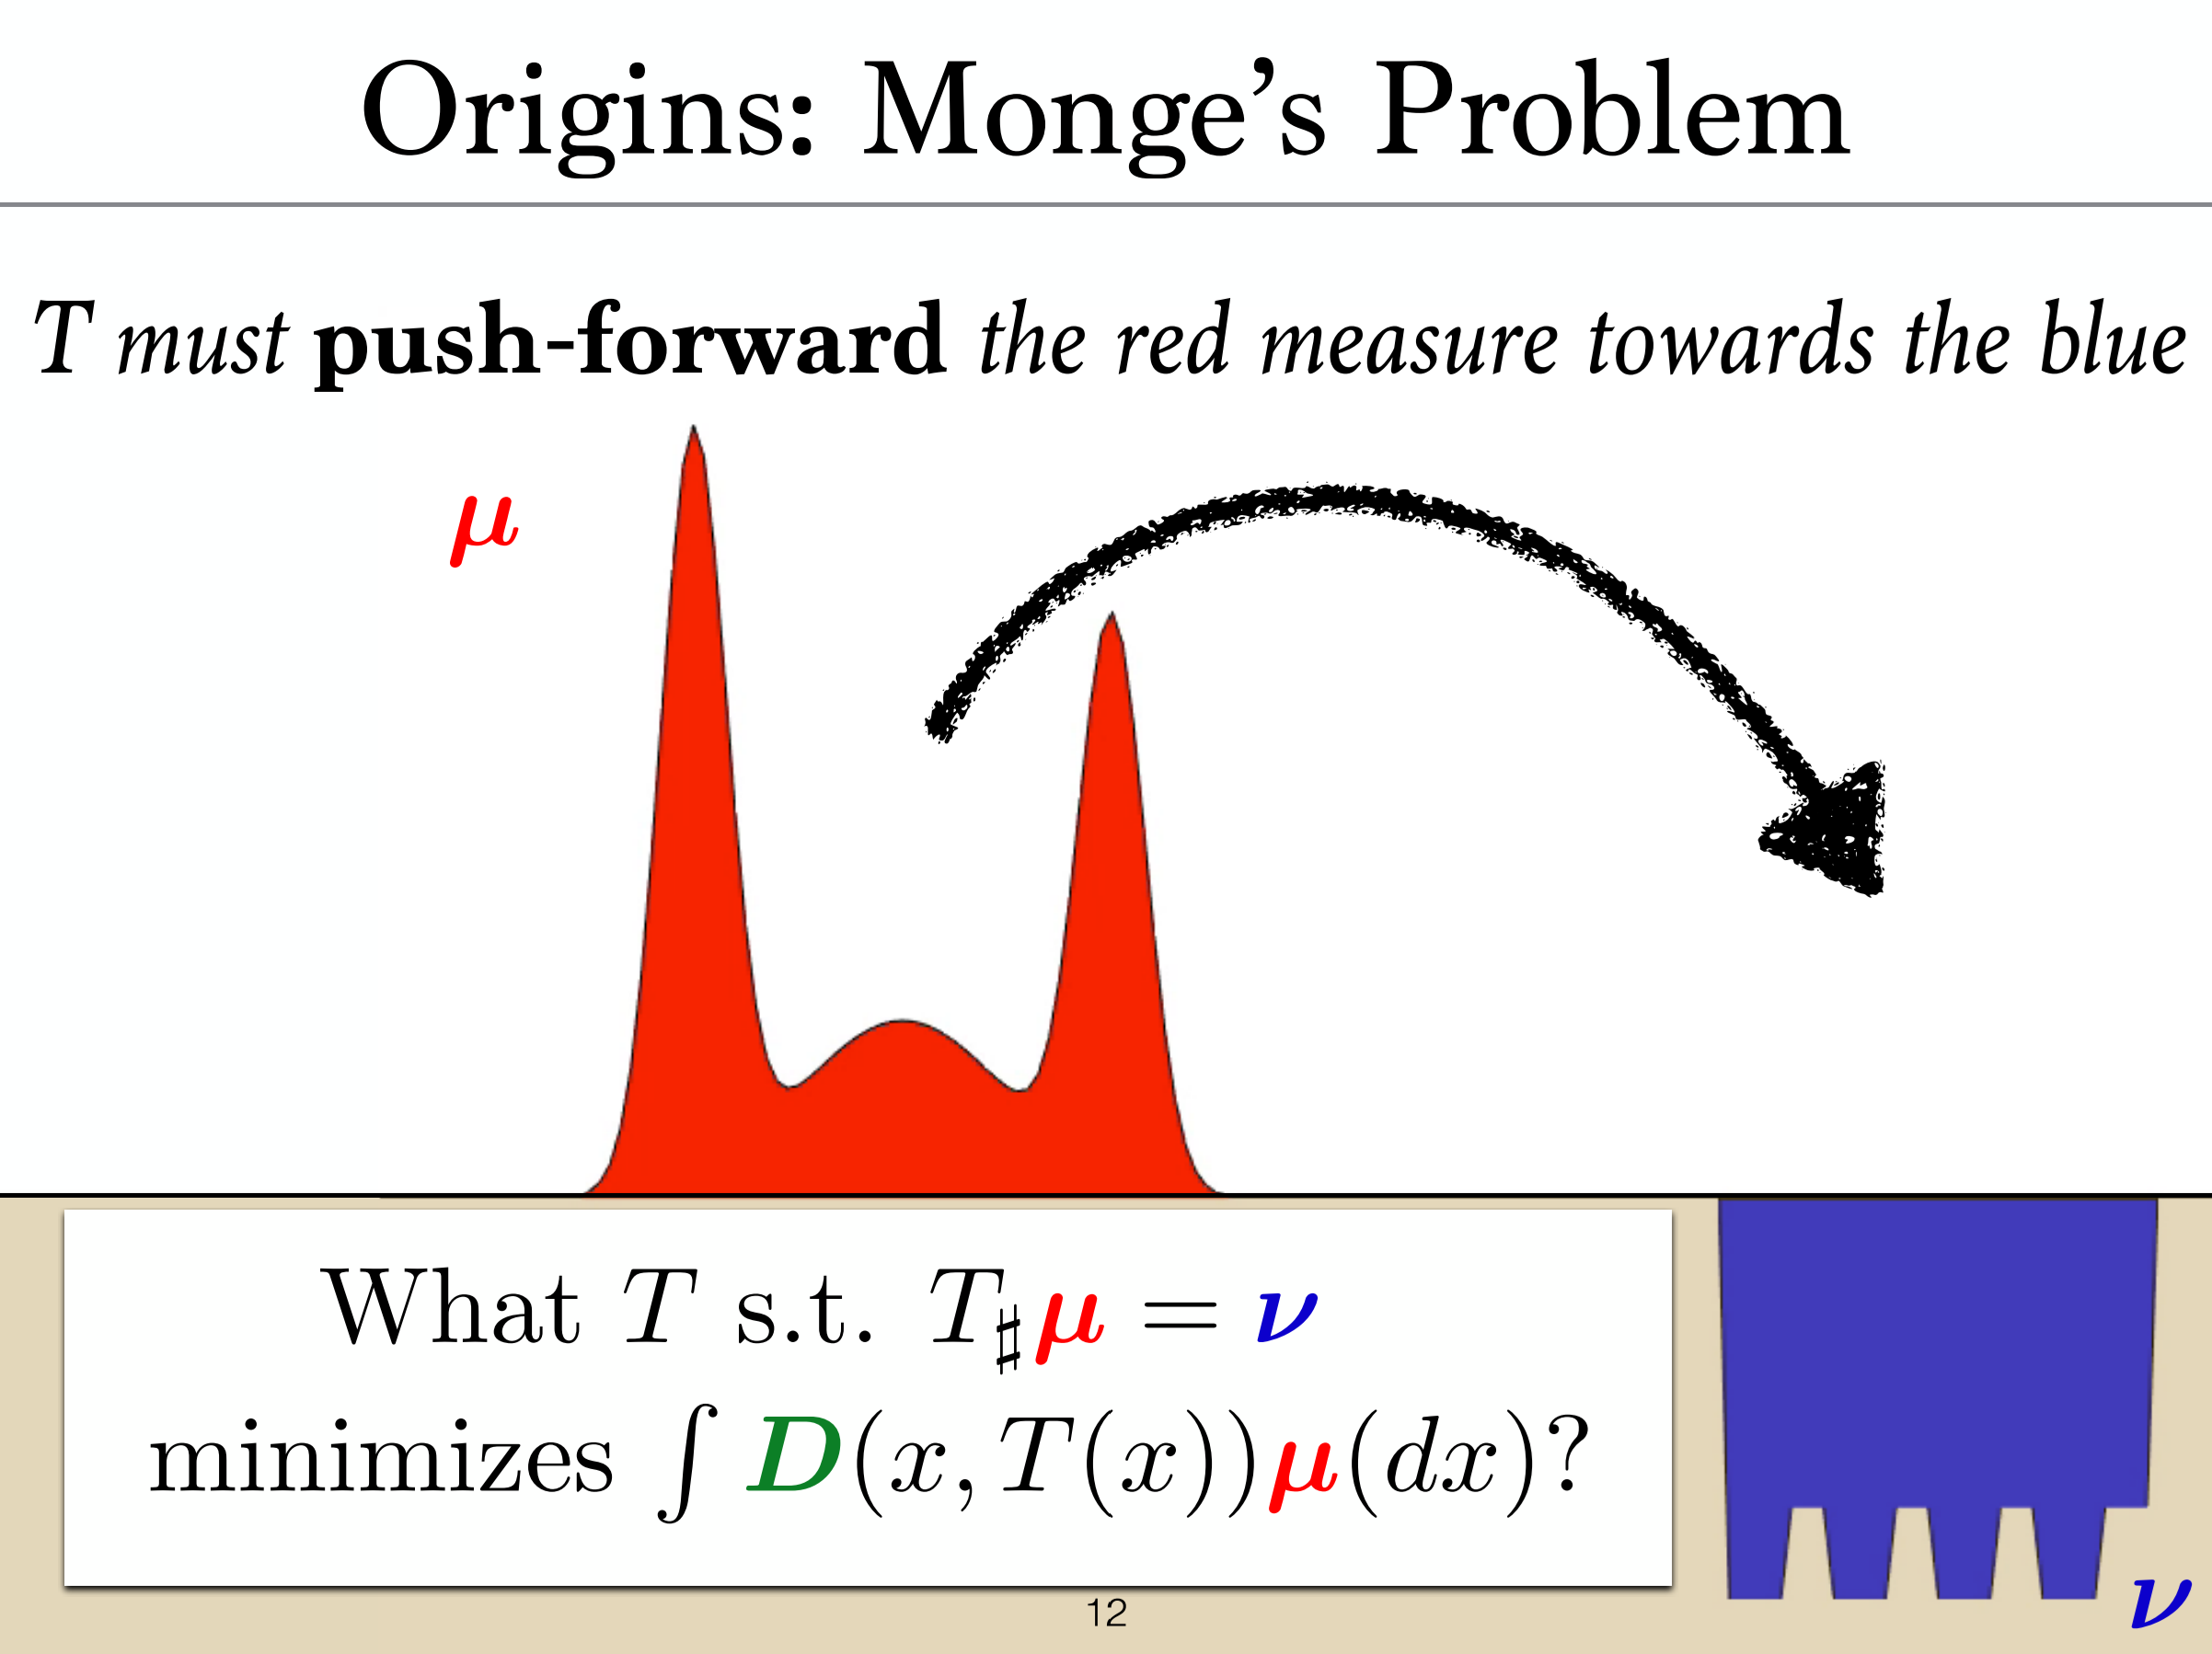 Origins: Monge’s Problem
T must push-forward the red measure towards the blue
μ
What T s.t. T♯μ = ν
minimizes ∫ D(x, T(x))μ(dx)?
ν
12